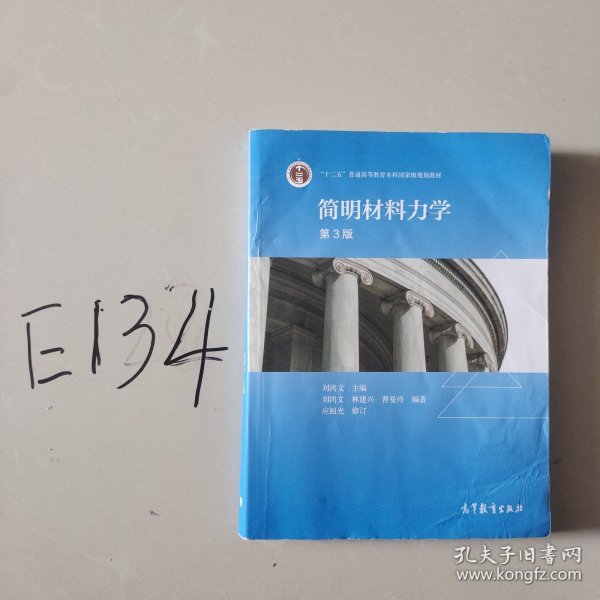 E134
十二五
"十二五"普通高等教育本科国家级规划教材
简明材料力学
第3版
刘鸿文 主编
刘鸿文 林建兴 曹曼玲 编著
应祖光 修订
高等教育出版社
孔夫子旧书网
www.kongfz.com